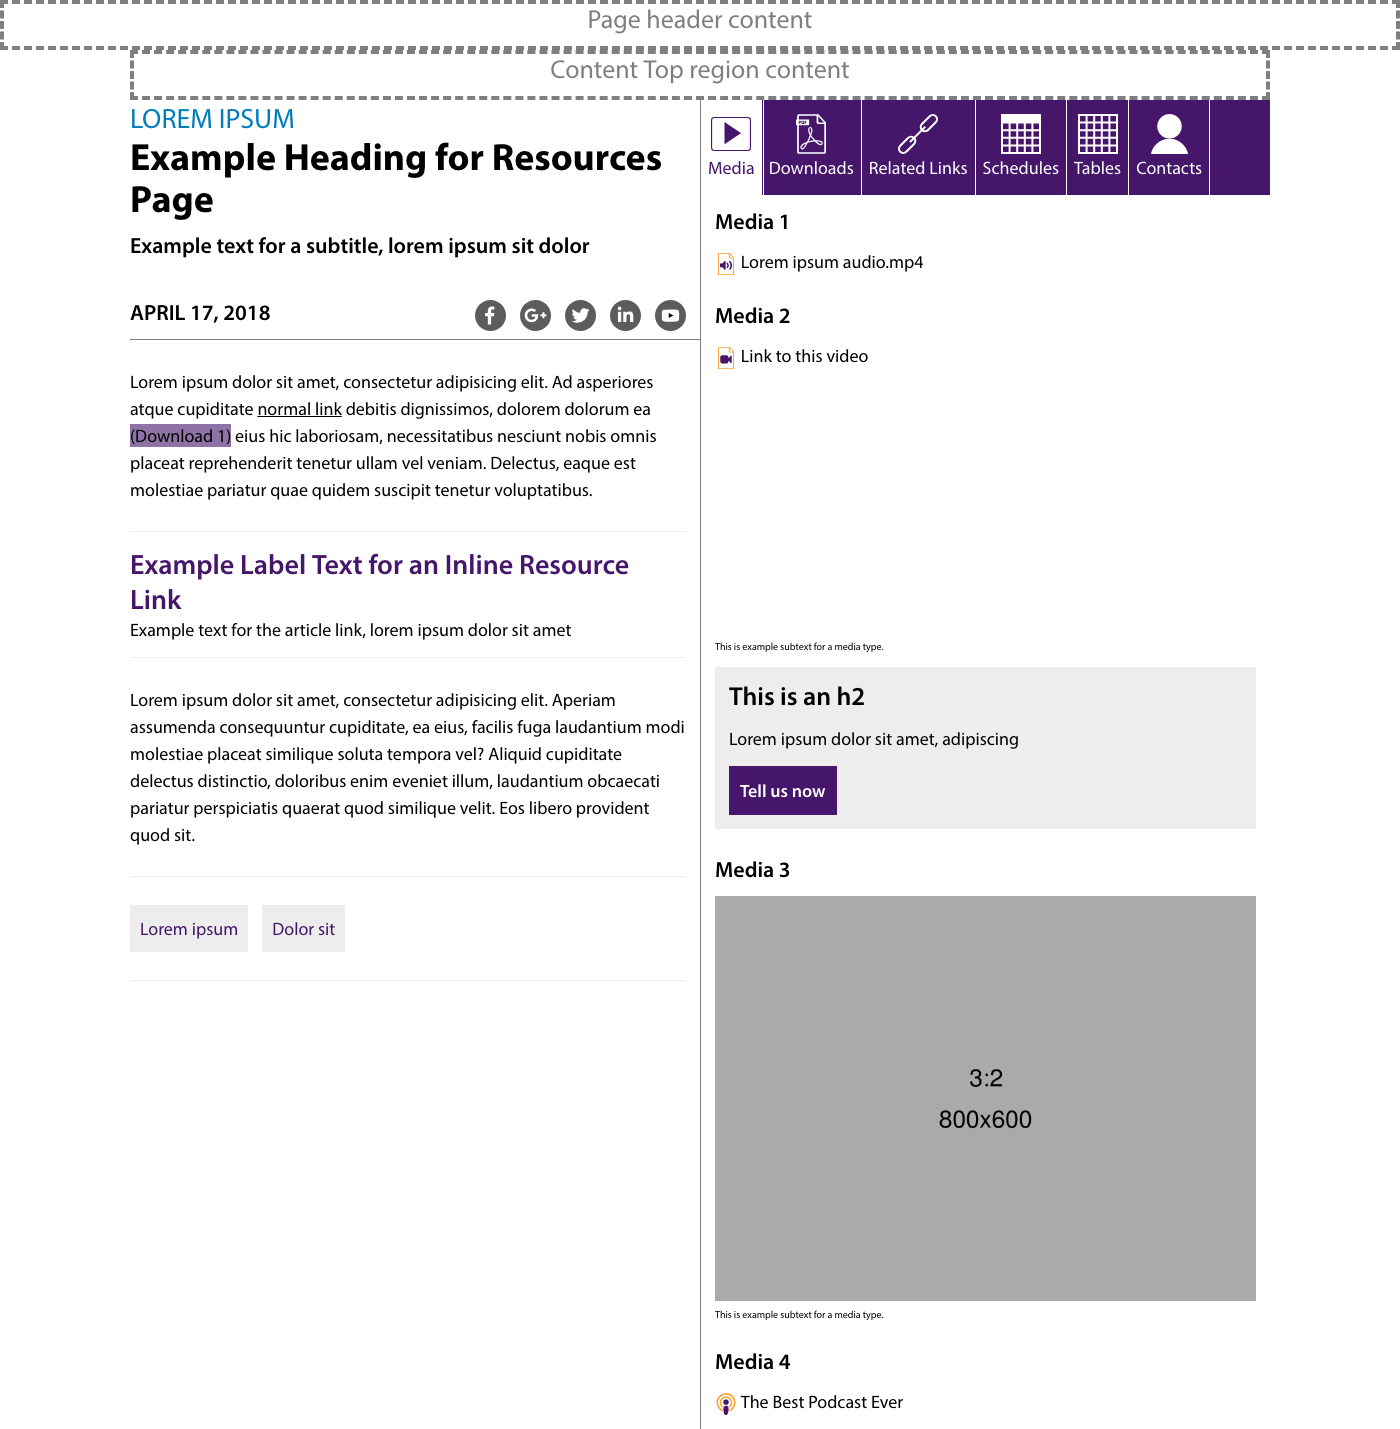 Page header content
Content Top region content
LOREM IPSUM
Example Heading for Resources
Page
Example text for a subtitle, lorem ipsum sit dolor
APRIL 17, 2018
Lorem ipsum dolor sit amet, consectetur adipisicing elit. Ad asperiores
atque cupiditate normal link debitis dignissimos, dolorem dolorum ea
(Download 1) eius hic laboriosam, necessitatibus nesciunt nobis omnis
placeat reprehenderit tenetur ullam vel veniam. Delectus, eaque est
molestiae pariatur quae quidem suscipit tenetur voluptatibus.
Example Label Text for an Inline Resource
Link
Example text for the article link, lorem ipsum dolor sit amet
Lorem ipsum dolor sit amet, consectetur adipisicing elit. Aperiam
assumenda consequuntur cupiditate, ea eius, facilis fuga laudantium modi
molestiae placeat similique soluta tempora vel? Aliquid cupiditate
delectus distinctio, doloribus enim eveniet illum, laudantium obcaecati
pariatur perspiciatis quaerat quod similique velit. Eos libero provident
quod sit.
Lorem ipsum Dolor sit
PDF
Media Downloads Related Links Schedules Tables Contacts
Media 1
Lorem ipsum audio.mp4
Media 2
Link to this video
This is example subtext for a media type.
This is an h2
Lorem ipsum dolor sit amet, adipiscing
Tell us now
Media 3
3:2
800x600
This is example subtext for a media type.
Media 4
The Best Podcast Ever